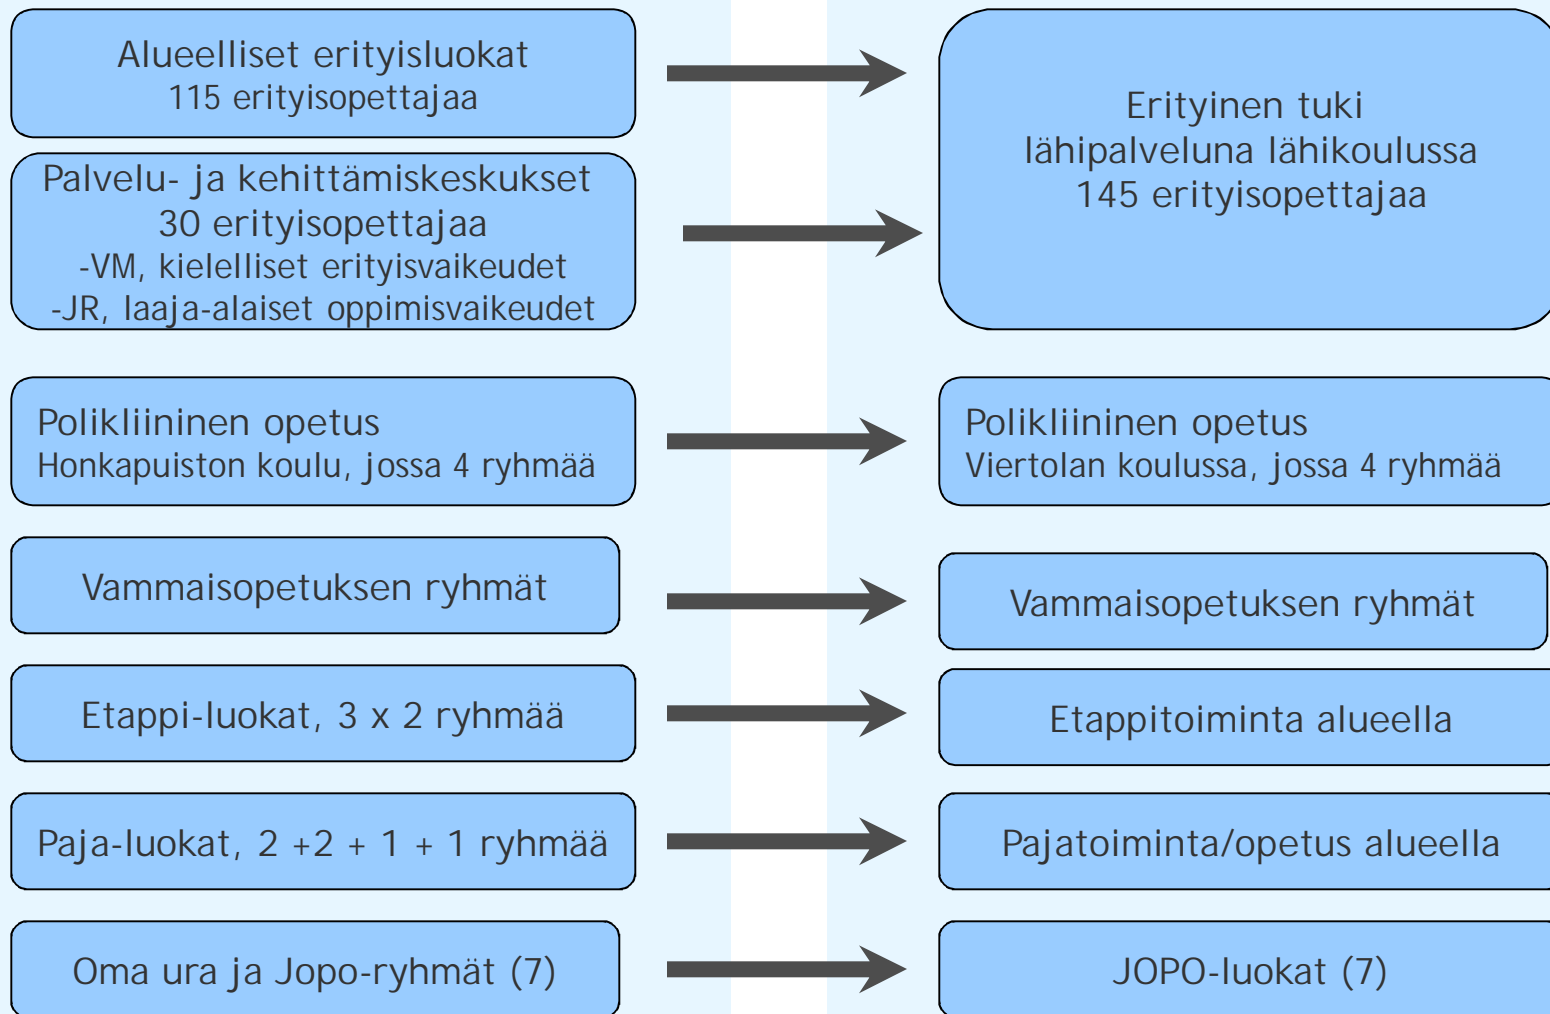 Alueelliset erityisluokat
115 erityisopettajaa
Palvelu- ja kehittämiskeskukset
30 erityisopettajaa
-VM, kielelliset erityisvaikeudet
-JR, laaja-alaiset oppimisvaikeudet
Erityinen tuki
lähipalveluna lähikoulussa
145 erityisopettajaa
Polikliininen opetus
Honkapuiston koulu, jossa 4 ryhmää
Polikliininen opetus
Viertolan koulussa, jossa 4 ryhmää
Vammaisopetuksen ryhmät
Vammaisopetuksen ryhmät
Etappi-luokat, 3 x 2 ryhmää
Etappitoiminta alueella
Paja-luokat, 2 +2 + 1 + 1 ryhmää
Pajatoiminta/opetus alueella
Oma ura ja Jopo-ryhmät (7)
JOPO-luokat (7)